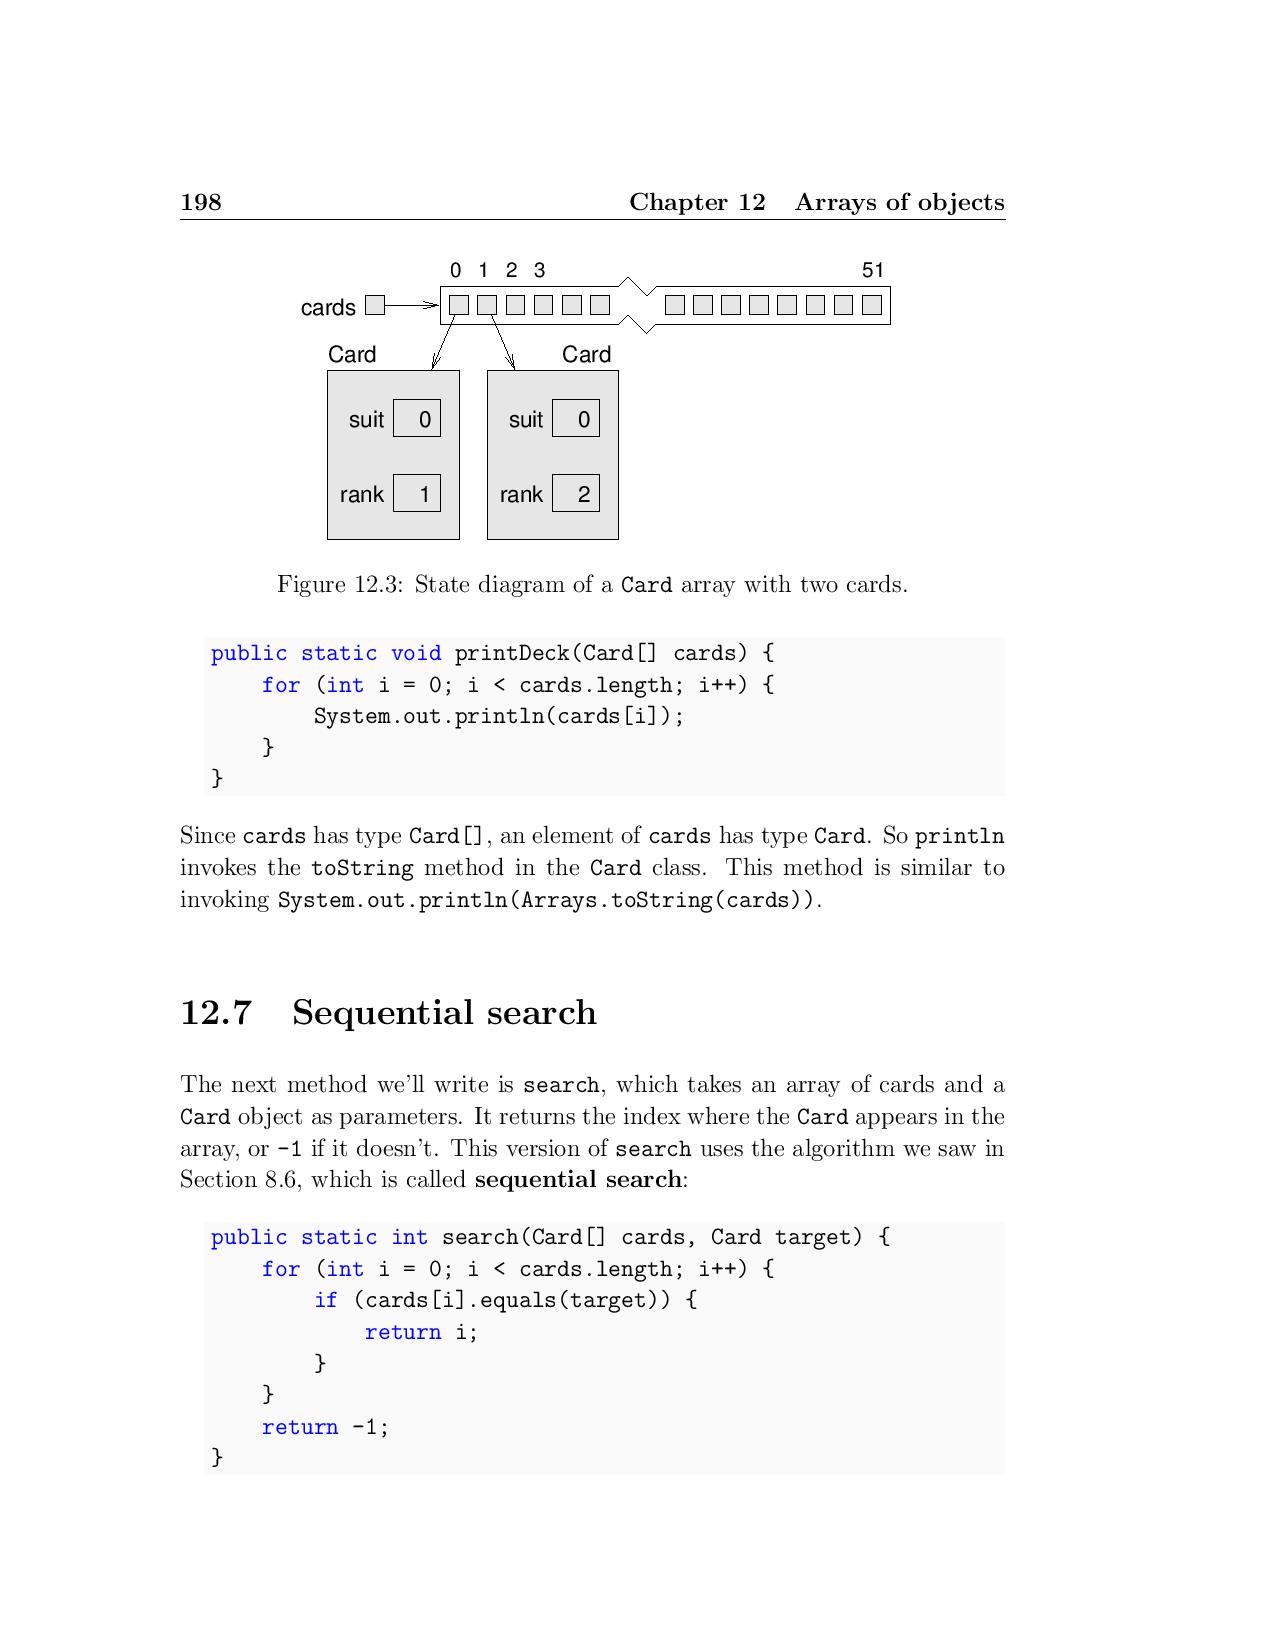 198 Chapter 12 Arrays of objects
0 1 2 3 51
cards
Card Card
suit 0 suit 0
rank 1 rank 2
Figure 12.3: State diagram of a Card array with two cards.
public static void printDeck(Card[] cards) {
    for (int i = 0; i < cards.length; i++) {
        System.out.println(cards[i]);
    }
}
Since cards has type Card[], an element of cards has type Card. So println
invokes the toString method in the Card class. This method is similar to
invoking System.out.println(Arrays.toString(cards)).
12.7 Sequential search
The next method we'll write is search, which takes an array of cards and a
Card object as parameters. It returns the index where the Card appears in the
array, or -1 if it doesn't. This version of search uses the algorithm we saw in
Section 8.6, which is called sequential search:
public static int search(Card[] cards, Card target) {
    for (int i = 0; i < cards.length; i++) {
        if (cards[i].equals(target)) {
            return i;
        }
    }
    return -1;
}